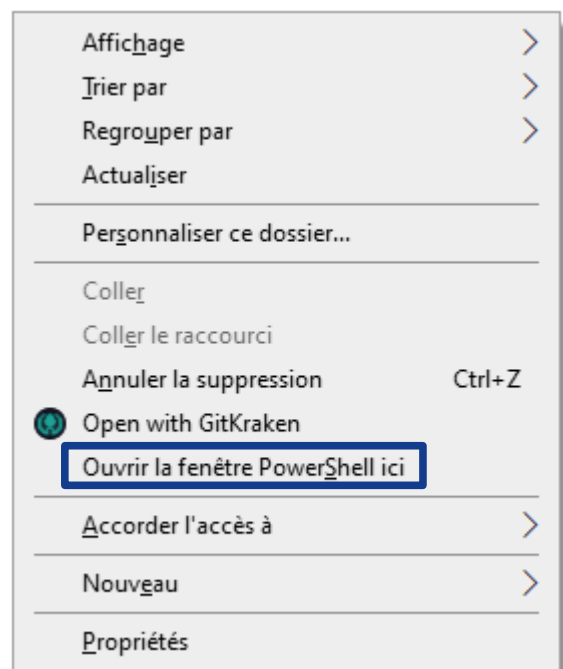 Affichage
Trier par
Regrouper par
Actualiser
Personnaliser ce dossier...
Coller
Coller le raccourci
Annuler la suppression Ctrl+Z
Open with GitKraken
Ouvrir la fenêtre PowerShell ici
Accorder l'accès à
Nouveau
Propriétés